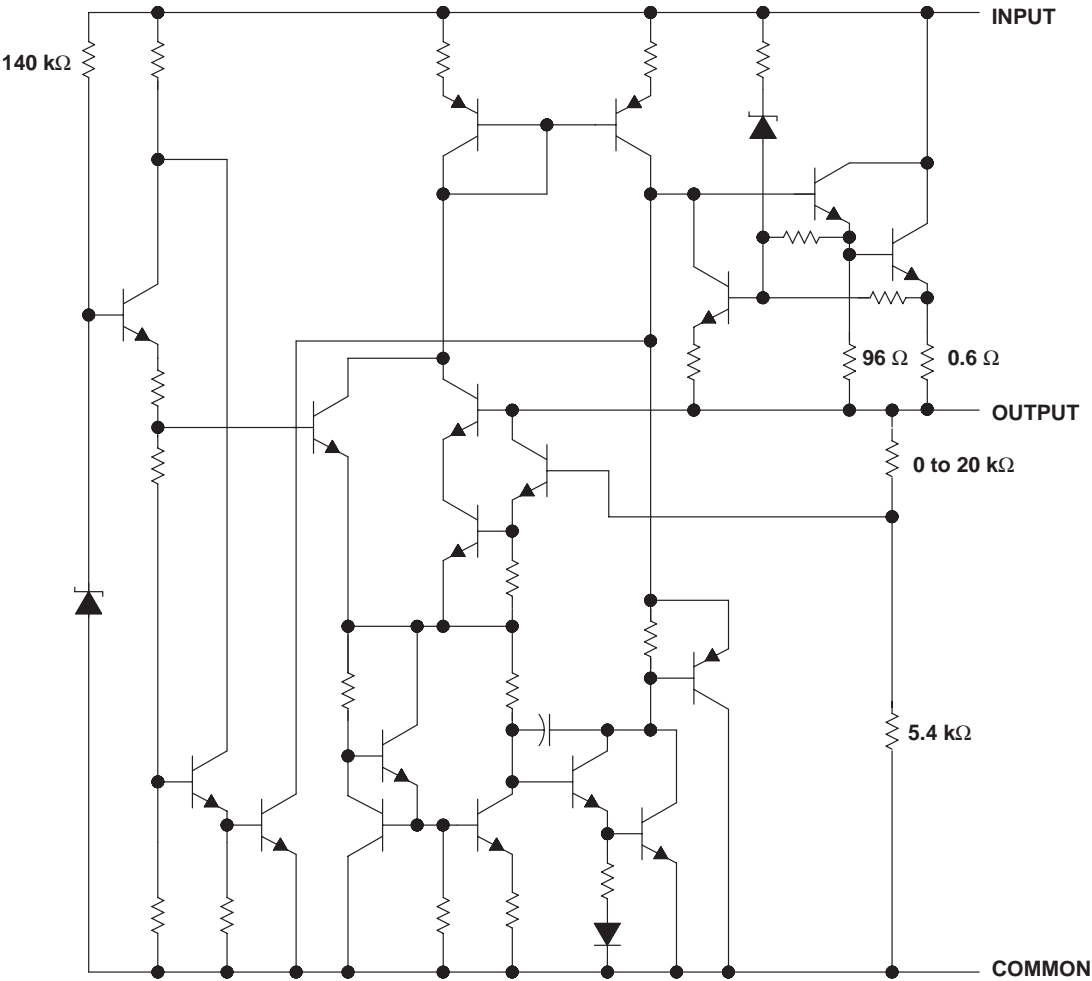 INPUT
140 kΩ
96 Ω
0.6 Ω
OUTPUT
0 to 20 kΩ
5.4 kΩ
COMMON